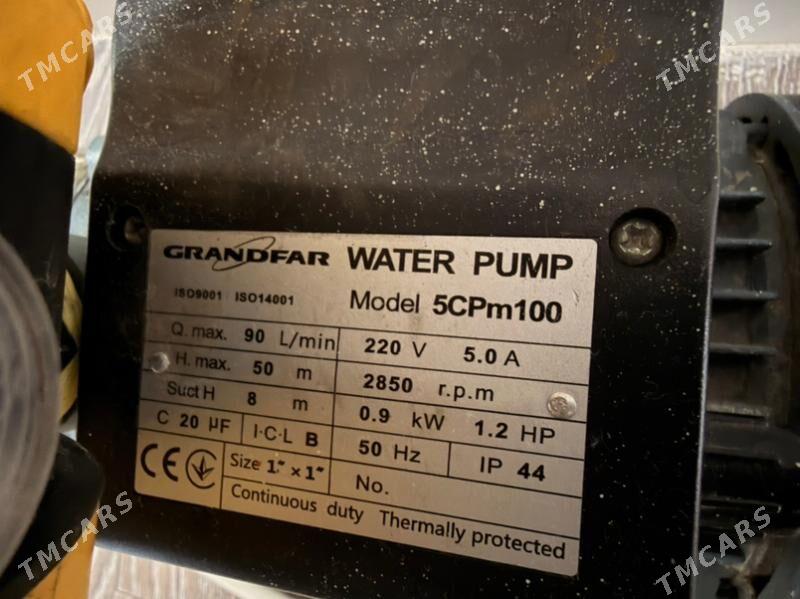 TMCARS
TMCARS
GRANDFAR WATER PUMP
ISO9001 ISO14001 Model 5CPm100
Q. max. 90 L/min 220 V 5.0 A
H. max. 50 m 2850 r.p.m
Suct H 8 m 0.9 kW 1.2 HP
C 20 µF I·C·L B 50 Hz IP 44
CE Size 1" × 1" No.
Continuous duty Thermally protected
TMCARS
TMCARS